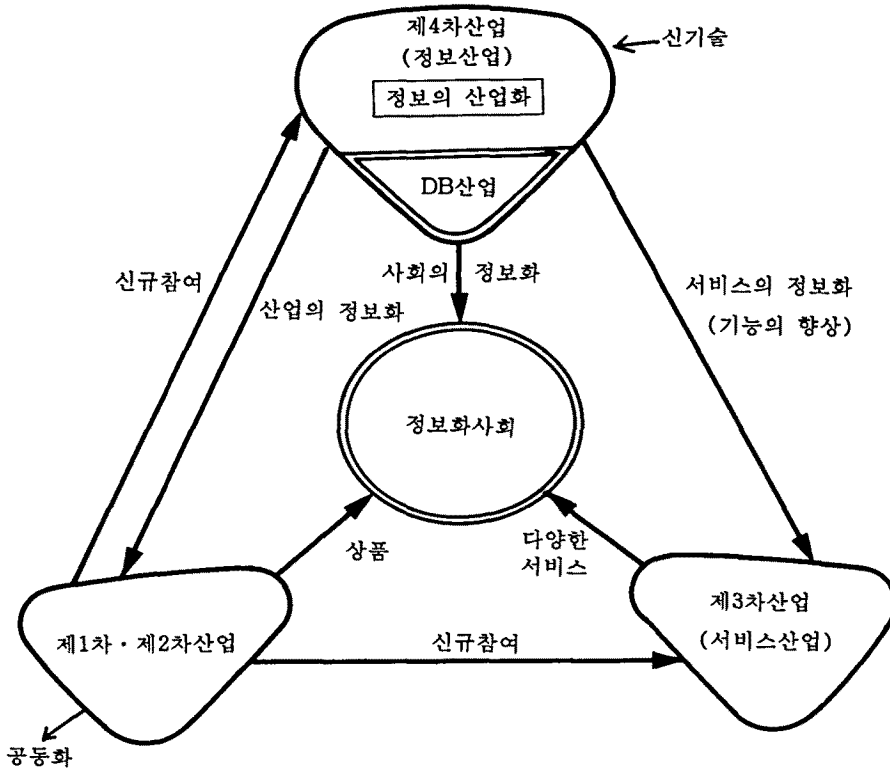 제4차산업
(정보산업)
신기술
정보의 산업화
DB산업
사회의 정보화
신규참여
산업의 정보화
서비스의 정보화
(기능의 향상)
정보화사회
상품
다양한
서비스
제1차·제2차산업
제3차산업
(서비스산업)
신규참여
공동화